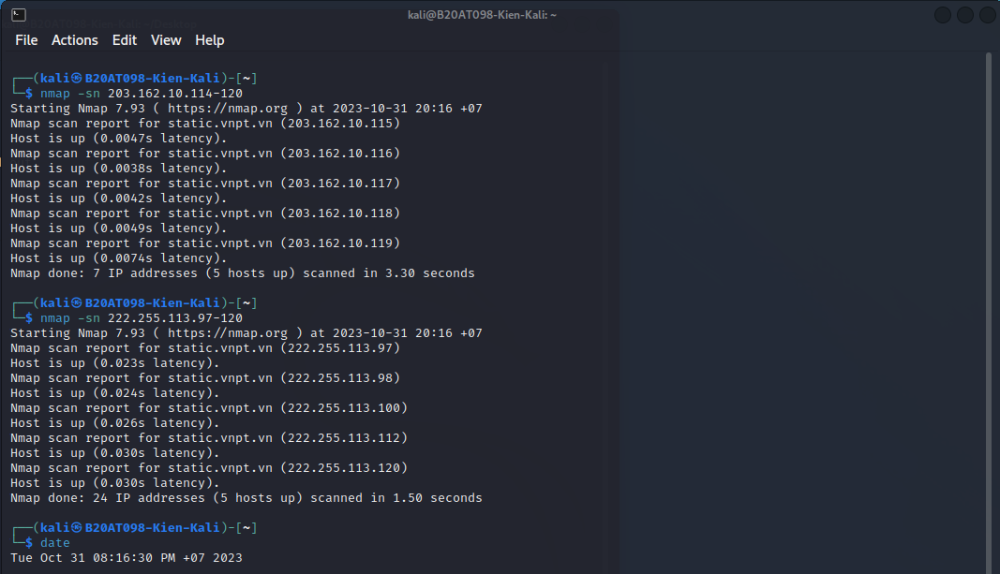 kali@B20AT098-Kien-Kali: ~
File Actions Edit View Help
┌──(kali㉿B20AT098-Kien-Kali)-[~]
└─$ nmap -sn 203.162.10.114-120
Starting Nmap 7.93 ( https://nmap.org ) at 2023-10-31 20:16 +07
Nmap scan report for static.vnpt.vn (203.162.10.115)
Host is up (0.0047s latency).
Nmap scan report for static.vnpt.vn (203.162.10.116)
Host is up (0.0038s latency).
Nmap scan report for static.vnpt.vn (203.162.10.117)
Host is up (0.0042s latency).
Nmap scan report for static.vnpt.vn (203.162.10.118)
Host is up (0.0049s latency).
Nmap scan report for static.vnpt.vn (203.162.10.119)
Host is up (0.0074s latency).
Nmap done: 7 IP addresses (5 hosts up) scanned in 3.30 seconds
┌──(kali㉿B20AT098-Kien-Kali)-[~]
└─$ nmap -sn 222.255.113.97-120
Starting Nmap 7.93 ( https://nmap.org ) at 2023-10-31 20:16 +07
Nmap scan report for static.vnpt.vn (222.255.113.97)
Host is up (0.023s latency).
Nmap scan report for static.vnpt.vn (222.255.113.98)
Host is up (0.024s latency).
Nmap scan report for static.vnpt.vn (222.255.113.100)
Host is up (0.026s latency).
Nmap scan report for static.vnpt.vn (222.255.113.112)
Host is up (0.030s latency).
Nmap scan report for static.vnpt.vn (222.255.113.120)
Host is up (0.030s latency).
Nmap done: 24 IP addresses (5 hosts up) scanned in 1.50 seconds
┌──(kali㉿B20AT098-Kien-Kali)-[~]
└─$ date
Tue Oct 31 08:16:30 PM +07 2023